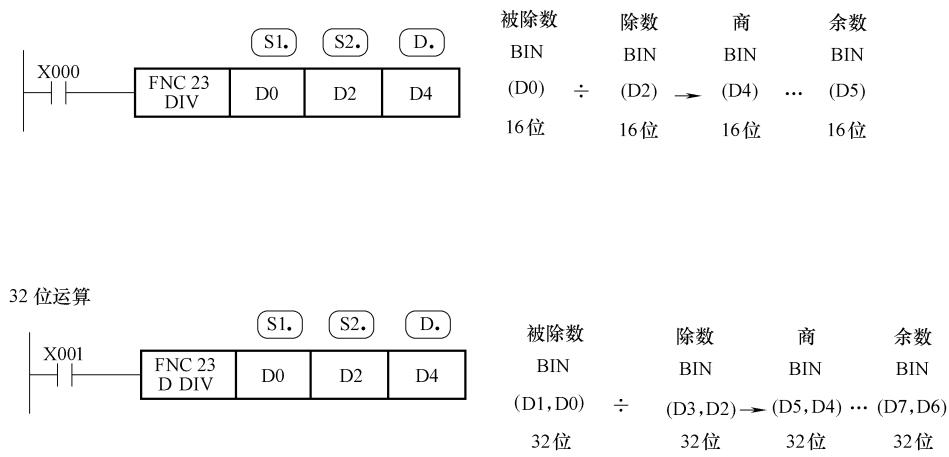 S1. S2. D.
X000
FNC 23 DIV D0 D2 D4
被除数 除数 商 余数
BIN BIN BIN BIN
(D0) ÷ (D2) → (D4) … (D5)
16位 16位 16位 16位
32 位运算
S1. S2. D.
X001
FNC 23 D DIV D0 D2 D4
被除数 除数 商 余数
BIN BIN BIN BIN
(D1,D0) ÷ (D3,D2) → (D5,D4) … (D7,D6)
32位 32位 32位 32位